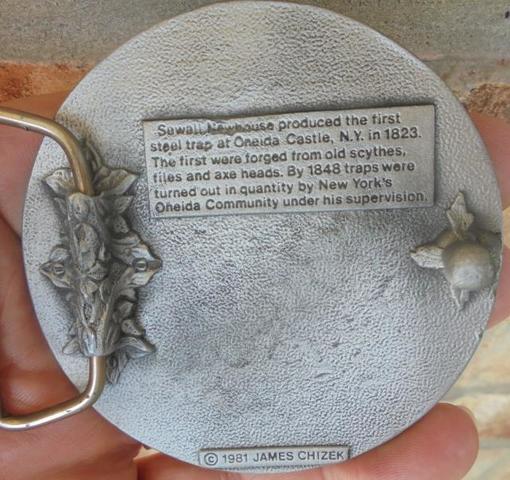 Sewall Newhouse produced the first
steel trap at Oneida Castle, N.Y. in 1823.
The first were forged from old scythes,
files and axe heads. By 1848 traps were
turned out in quantity by New York's
Oneida Community under his supervision.
© 1981 JAMES CHIZEK